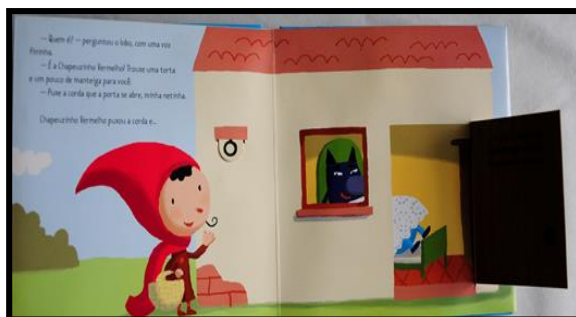 — Quem é? — perguntou o lobo, com uma voz
fininha.
— É a Chapeuzinho Vermelho! Trouxe uma torta
e um pouco de manteiga para você.
— Puxe a corda que a porta se abre, minha netinha.
Chapeuzinho Vermelho puxou a corda e...